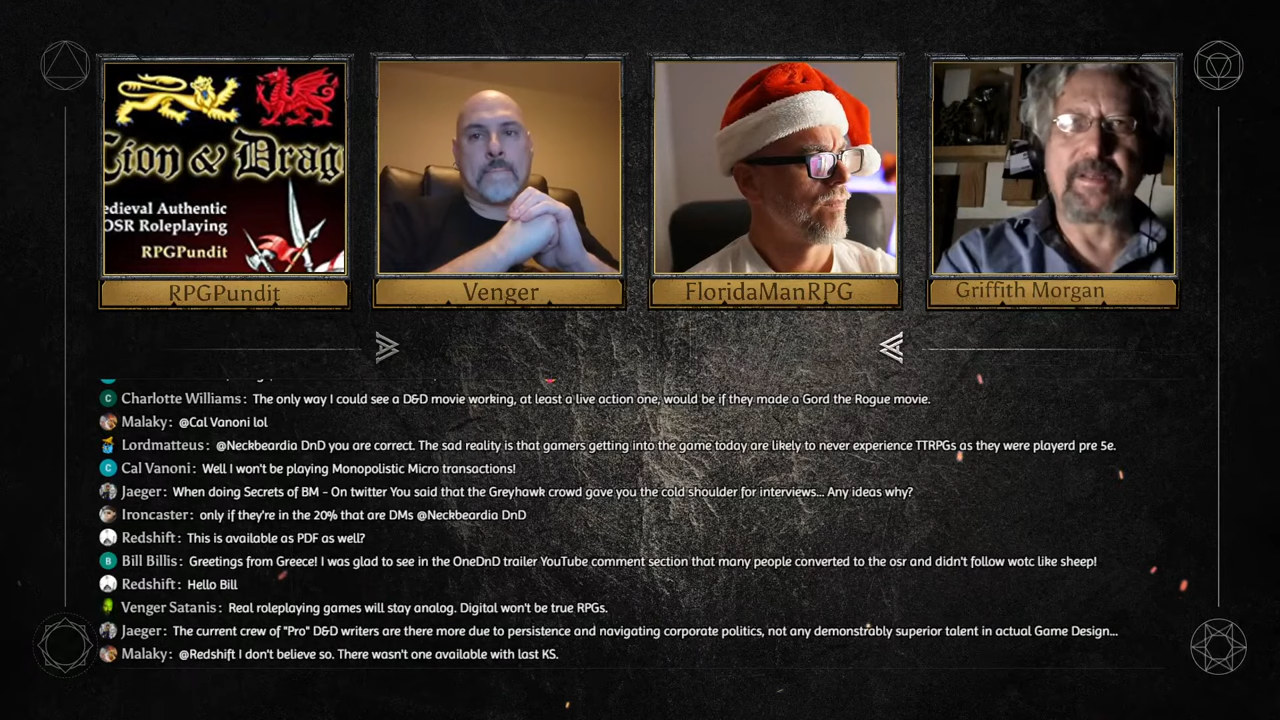 Lion & Drag
edieval Authentic
OSR Roleplaying
RPGPundit
RPGPundit
Venger
FloridaManRPG
Griffith Morgan
C Charlotte Williams: The only way I could see a D&D movie working, at least a live action one, would be if they made a Gord the Rogue movie.
Malaky: @Cal Vanoni lol
Lordmatteus: @Neckbeardia DnD you are correct. The sad reality is that gamers getting into the game today are likely to never experience TTRPGs as they were playerd pre 5e.
C Cal Vanoni: Well I won't be playing Monopolistic Micro transactions!
Jaeger: When doing Secrets of BM - On twitter You said that the Greyhawk crowd gave you the cold shoulder for interviews... Any ideas why?
Ironcaster: only if they're in the 20% that are DMs @Neckbeardia DnD
Redshift: This is available as PDF as well?
B Bill Billis: Greetings from Greece! I was glad to see in the OneDnD trailer YouTube comment section that many people converted to the osr and didn't follow wotc like sheep!
Redshift: Hello Bill
Venger Satanis: Real roleplaying games will stay analog. Digital won't be true RPGs.
Jaeger: The current crew of "Pro" D&D writers are there more due to persistence and navigating corporate politics, not any demonstrably superior talent in actual Game Design...
Malaky: @Redshift I don't believe so. There wasn't one available with last KS.